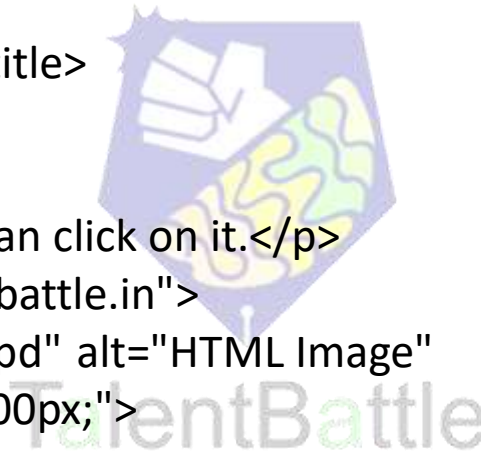 itle>
an click on it.</p>
battle.in">
od" alt="HTML Image"
00px;">
TalentBattle